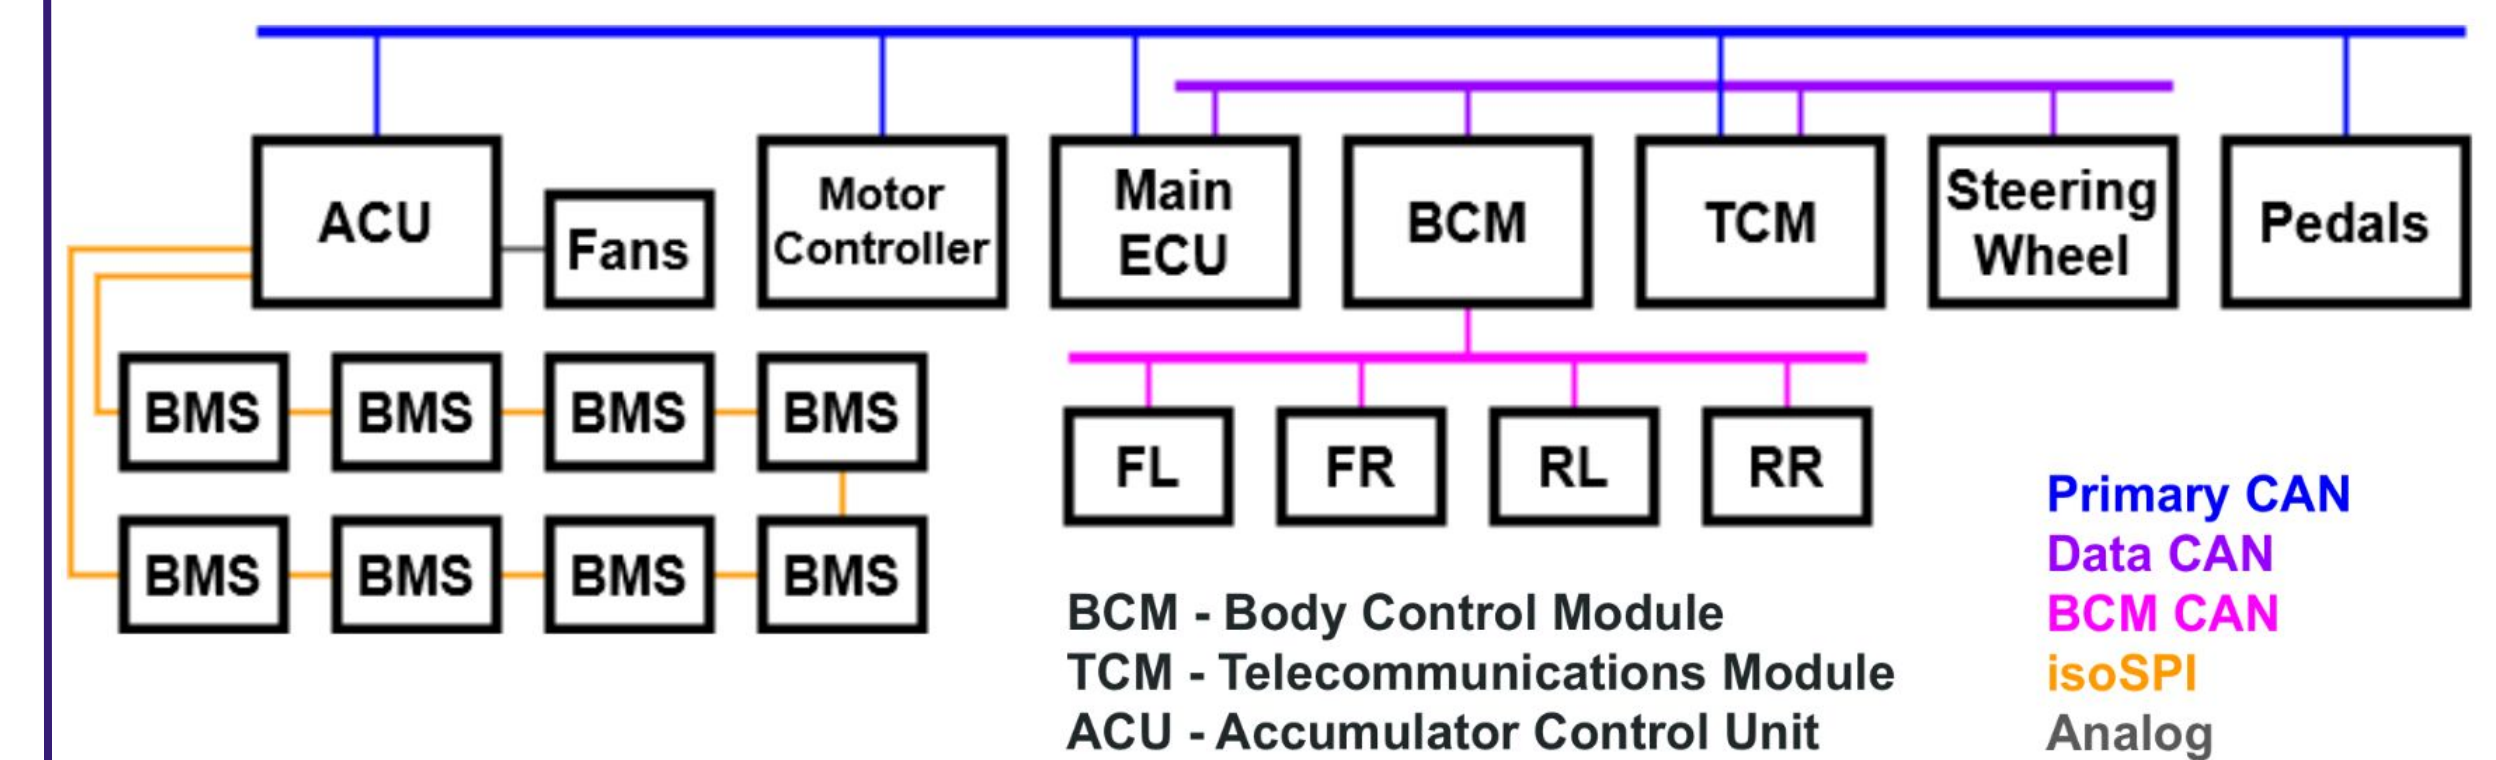 ACU
Fans
Motor
Controller
Main
ECU
BCM
TCM
Steering
Wheel
Pedals
BMS
BMS
BMS
BMS
BMS
BMS
BMS
BMS
FL
FR
RL
RR
BCM - Body Control Module
TCM - Telecommunications Module
ACU - Accumulator Control Unit
Primary CAN
Data CAN
BCM CAN
isoSPI
Analog